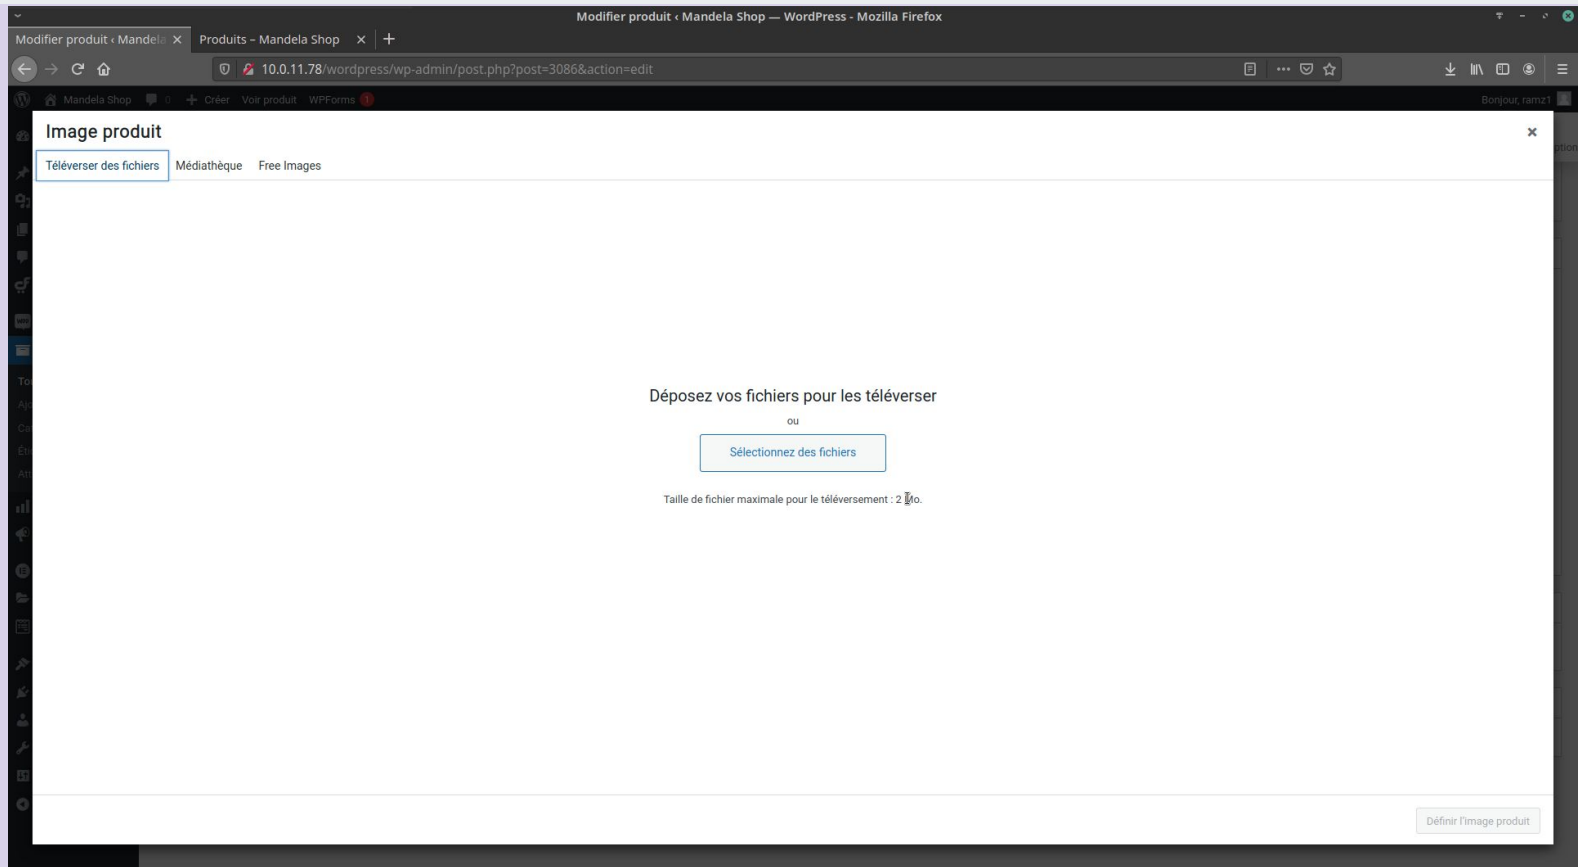 Modifier produit ‹ Mandela Shop — WordPress - Mozilla Firefox
Modifier produit ‹ Mandela
Produits – Mandela Shop
10.0.11.78/wordpress/wp-admin/post.php?post=3086&action=edit
Mandela Shop 0 Créer Voir produit WPForms 1
Bonjour, ramz1
Image produit
Téléverser des fichiers Médiathèque Free Images
Déposez vos fichiers pour les téléverser
ou
Sélectionnez des fichiers
Taille de fichier maximale pour le téléversement : 2 Mo.
Définir l’image produit